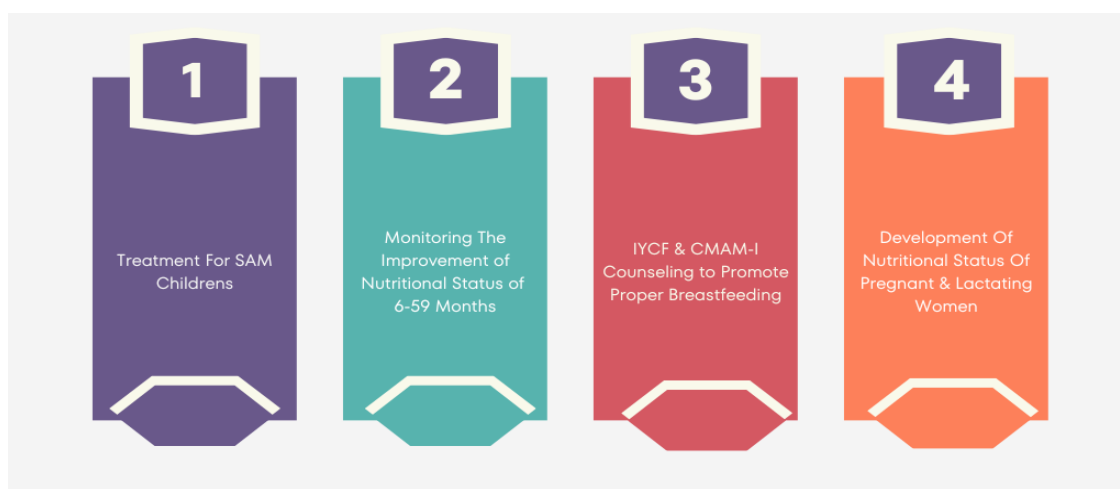 1
Treatment For SAM
Childrens
2
Monitoring The
Improvement of
Nutritional Status of
6-59 Months
3
IYCF & CMAM-I
Counseling to Promote
Proper Breastfeeding
4
Development Of
Nutritional Status Of
Pregnant & Lactating
Women